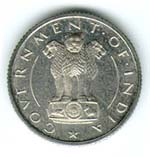 GOVERNMENT · OF · INDIA